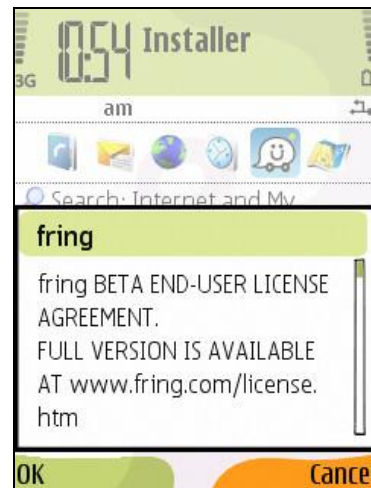 10:54 Installer
3G
am
Search: Internet and My
fring
fring BETA END-USER LICENSE
AGREEMENT.
FULL VERSION IS AVAILABLE
AT www.fring.com/license.
htm
OK Cance